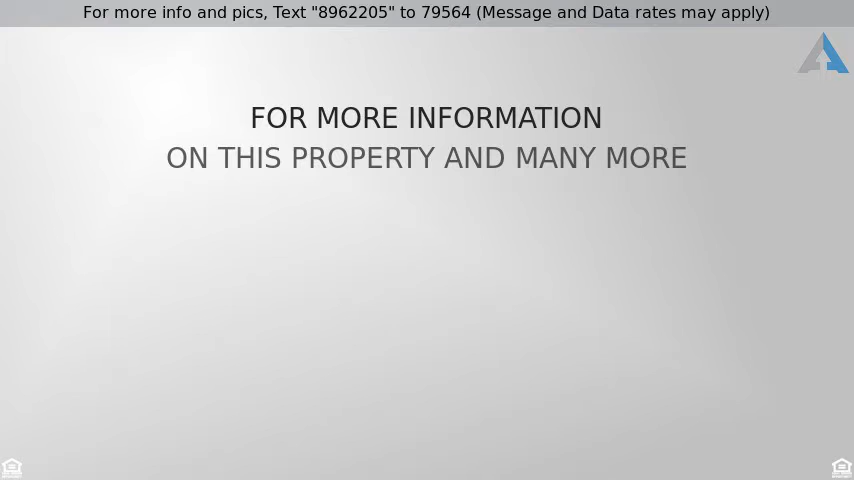 For more info and pics, Text "8962205" to 79564 (Message and Data rates may apply)
FOR MORE INFORMATION
ON THIS PROPERTY AND MANY MORE